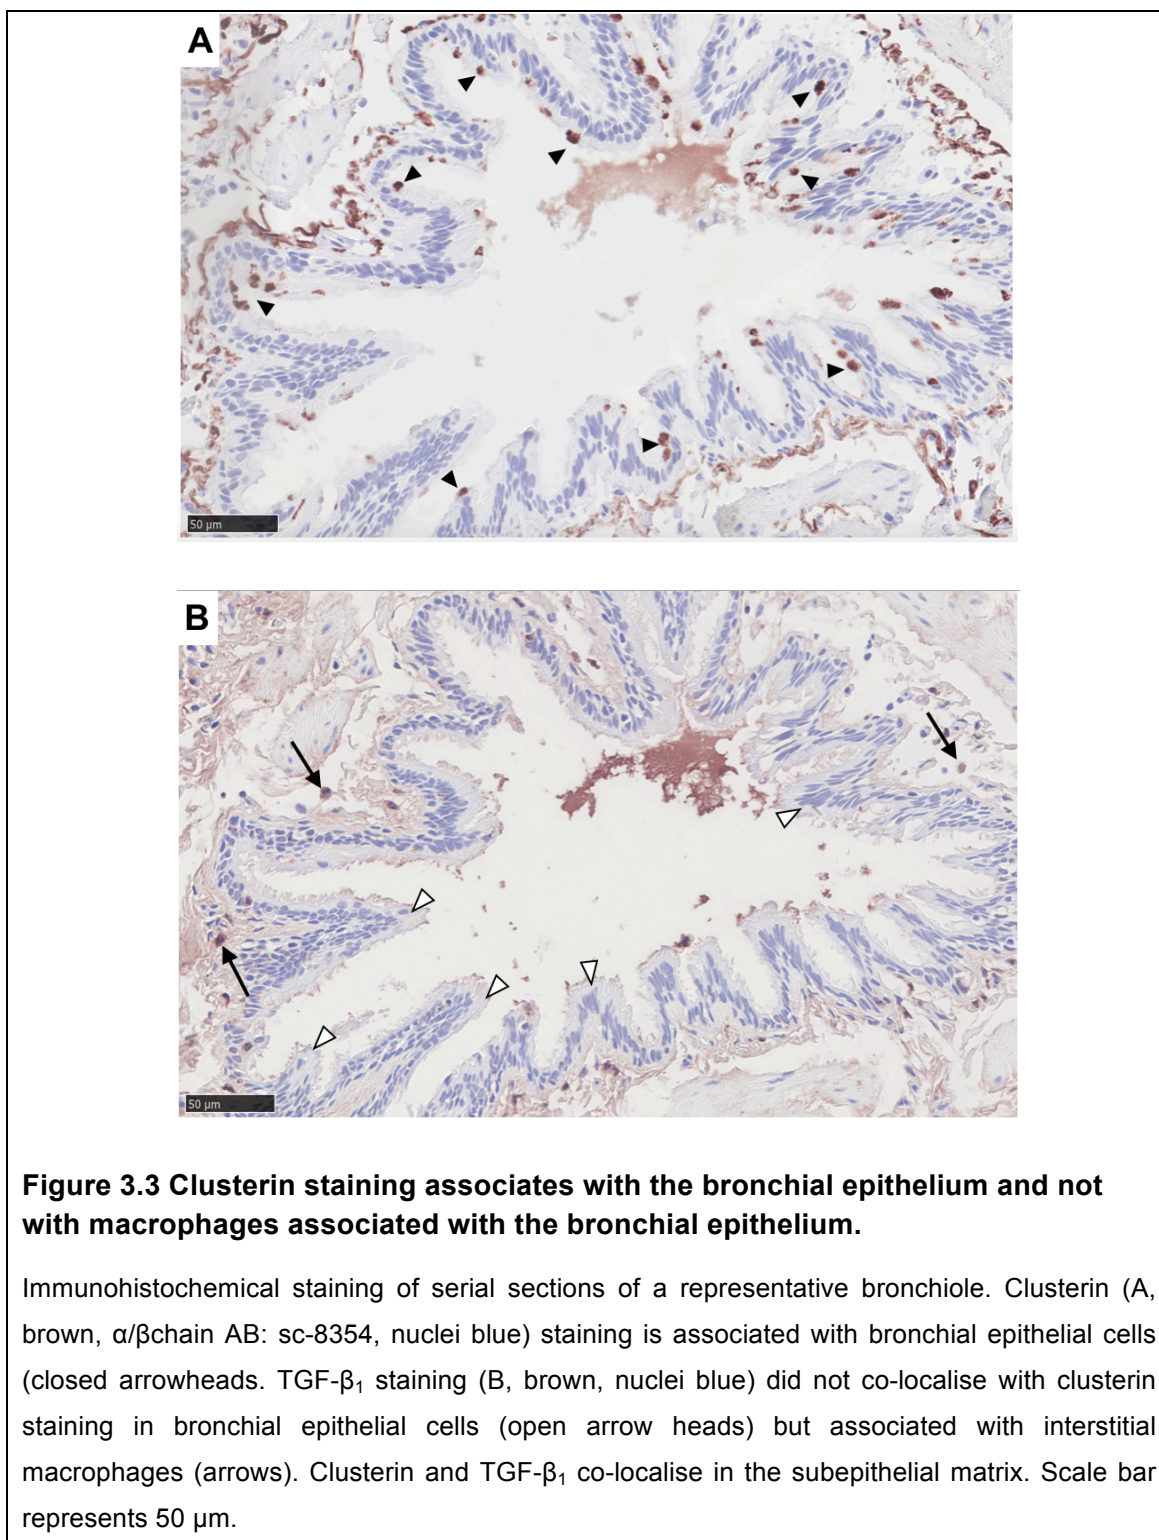 A
50 µm
B
50 µm
Figure 3.3 Clusterin staining associates with the bronchial epithelium and not
with macrophages associated with the bronchial epithelium.
Immunohistochemical staining of serial sections of a representative bronchiole. Clusterin (A,
brown, α/βchain AB: sc-8354, nuclei blue) staining is associated with bronchial epithelial cells
(closed arrowheads. TGF-β₁ staining (B, brown, nuclei blue) did not co-localise with clusterin
staining in bronchial epithelial cells (open arrow heads) but associated with interstitial
macrophages (arrows). Clusterin and TGF-β₁ co-localise in the subepithelial matrix. Scale bar
represents 50 µm.